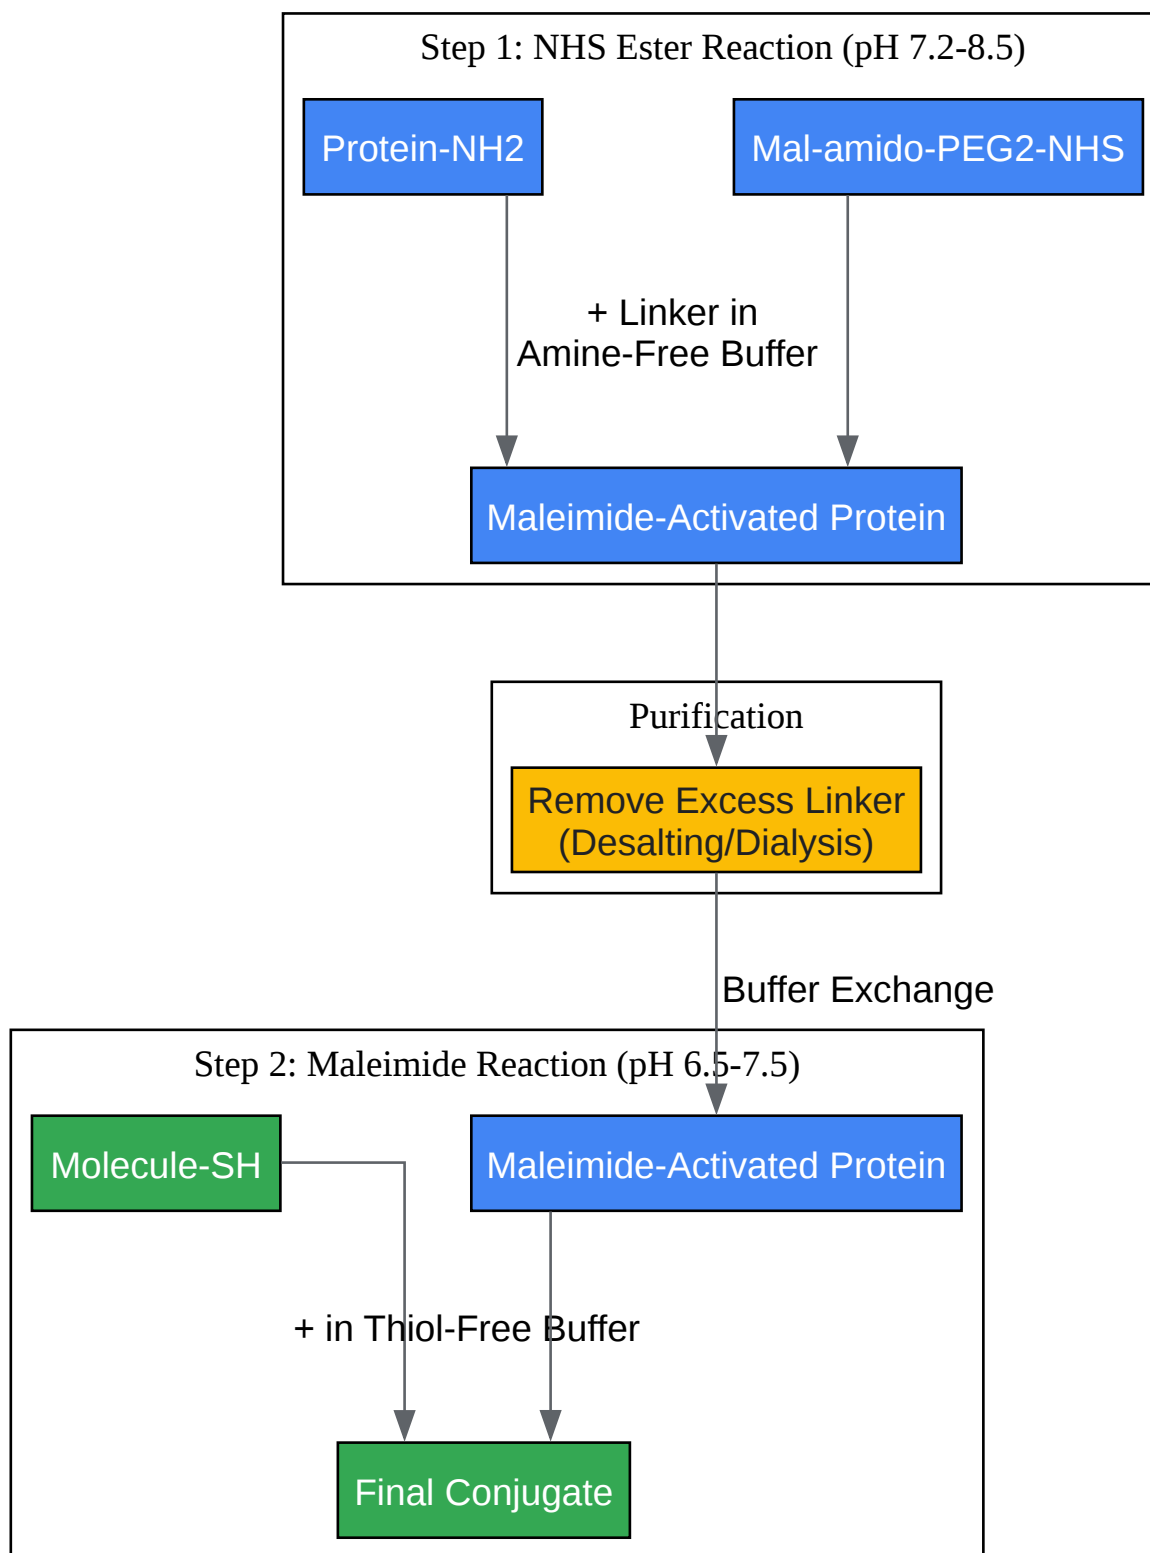 Step 1: NHS Ester Reaction (pH 7.2-8.5)
Protein-NH2
Mal-amido-PEG2-NHS
+ Linker in
Amine-Free Buffer
Maleimide-Activated Protein
Purification
Remove Excess Linker
(Desalting/Dialysis)
Buffer Exchange
Step 2: Maleimide Reaction (pH 6.5-7.5)
Molecule-SH
Maleimide-Activated Protein
+ in Thiol-Free Buffer
Final Conjugate